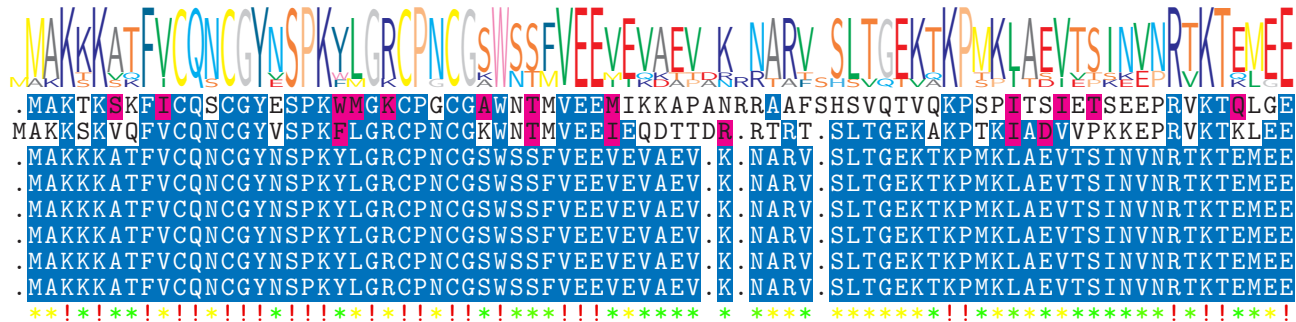 MAKKKATFVCQNCGYNSPKYLGRCPNCGSWSSFVEEVEVAEV K NARV SLTGEKTKPMKLAEVTSINVNRTKTEMEE
.MAKTKSKFICQSCGYESPKWMGKCPGCGAWNTMVEEMIKKAPANRRAAFSHSVQTVQKPSPITSIETSEEPRVKTQLGE
MAKKSKVQFVCQNCGYVSPKFLGRCPNCGKWNTMVEEIEQDTTDR.RTRT.SLTGEKAKPTKIADVVPKKEPRVKTKLEE
.MAKKKATFVCQNCGYNSPKYLGRCPNCGSWSSFVEEVEVAEV.K.NARV.SLTGEKTKPMKLAEVTSINVNRTKTEMEE
.MAKKKATFVCQNCGYNSPKYLGRCPNCGSWSSFVEEVEVAEV.K.NARV.SLTGEKTKPMKLAEVTSINVNRTKTEMEE
.MAKKKATFVCQNCGYNSPKYLGRCPNCGSWSSFVEEVEVAEV.K.NARV.SLTGEKTKPMKLAEVTSINVNRTKTEMEE
.MAKKKATFVCQNCGYNSPKYLGRCPNCGSWSSFVEEVEVAEV.K.NARV.SLTGEKTKPMKLAEVTSINVNRTKTEMEE
.MAKKKATFVCQNCGYNSPKYLGRCPNCGSWSSFVEEVEVAEV.K.NARV.SLTGEKTKPMKLAEVTSINVNRTKTEMEE
.MAKKKATFVCQNCGYNSPKYLGRCPNCGSWSSFVEEVEVAEV.K.NARV.SLTGEKTKPMKLAEVTSINVNRTKTEMEE
**!*!**!*!!*!!!*!!!**!*!!*!!*!***!!!****** * **** *******!!************!*!!***!